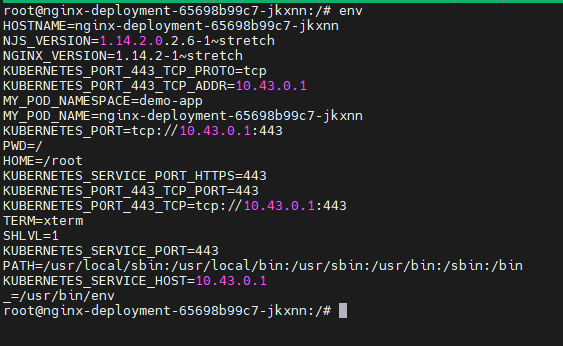 root@nginx-deployment-65698b99c7-jkxnn:/# env
HOSTNAME=nginx-deployment-65698b99c7-jkxnn
NJS_VERSION=1.14.2.0.2.6-1~stretch
NGINX_VERSION=1.14.2-1~stretch
KUBERNETES_PORT_443_TCP_PROTO=tcp
KUBERNETES_PORT_443_TCP_ADDR=10.43.0.1
MY_POD_NAMESPACE=demo-app
MY_POD_NAME=nginx-deployment-65698b99c7-jkxnn
KUBERNETES_PORT=tcp://10.43.0.1:443
PWD=/
HOME=/root
KUBERNETES_SERVICE_PORT_HTTPS=443
KUBERNETES_PORT_443_TCP_PORT=443
KUBERNETES_PORT_443_TCP=tcp://10.43.0.1:443
TERM=xterm
SHLVL=1
KUBERNETES_SERVICE_PORT=443
PATH=/usr/local/sbin:/usr/local/bin:/usr/sbin:/usr/bin:/sbin:/bin
KUBERNETES_SERVICE_HOST=10.43.0.1
_=/usr/bin/env
root@nginx-deployment-65698b99c7-jkxnn:/#